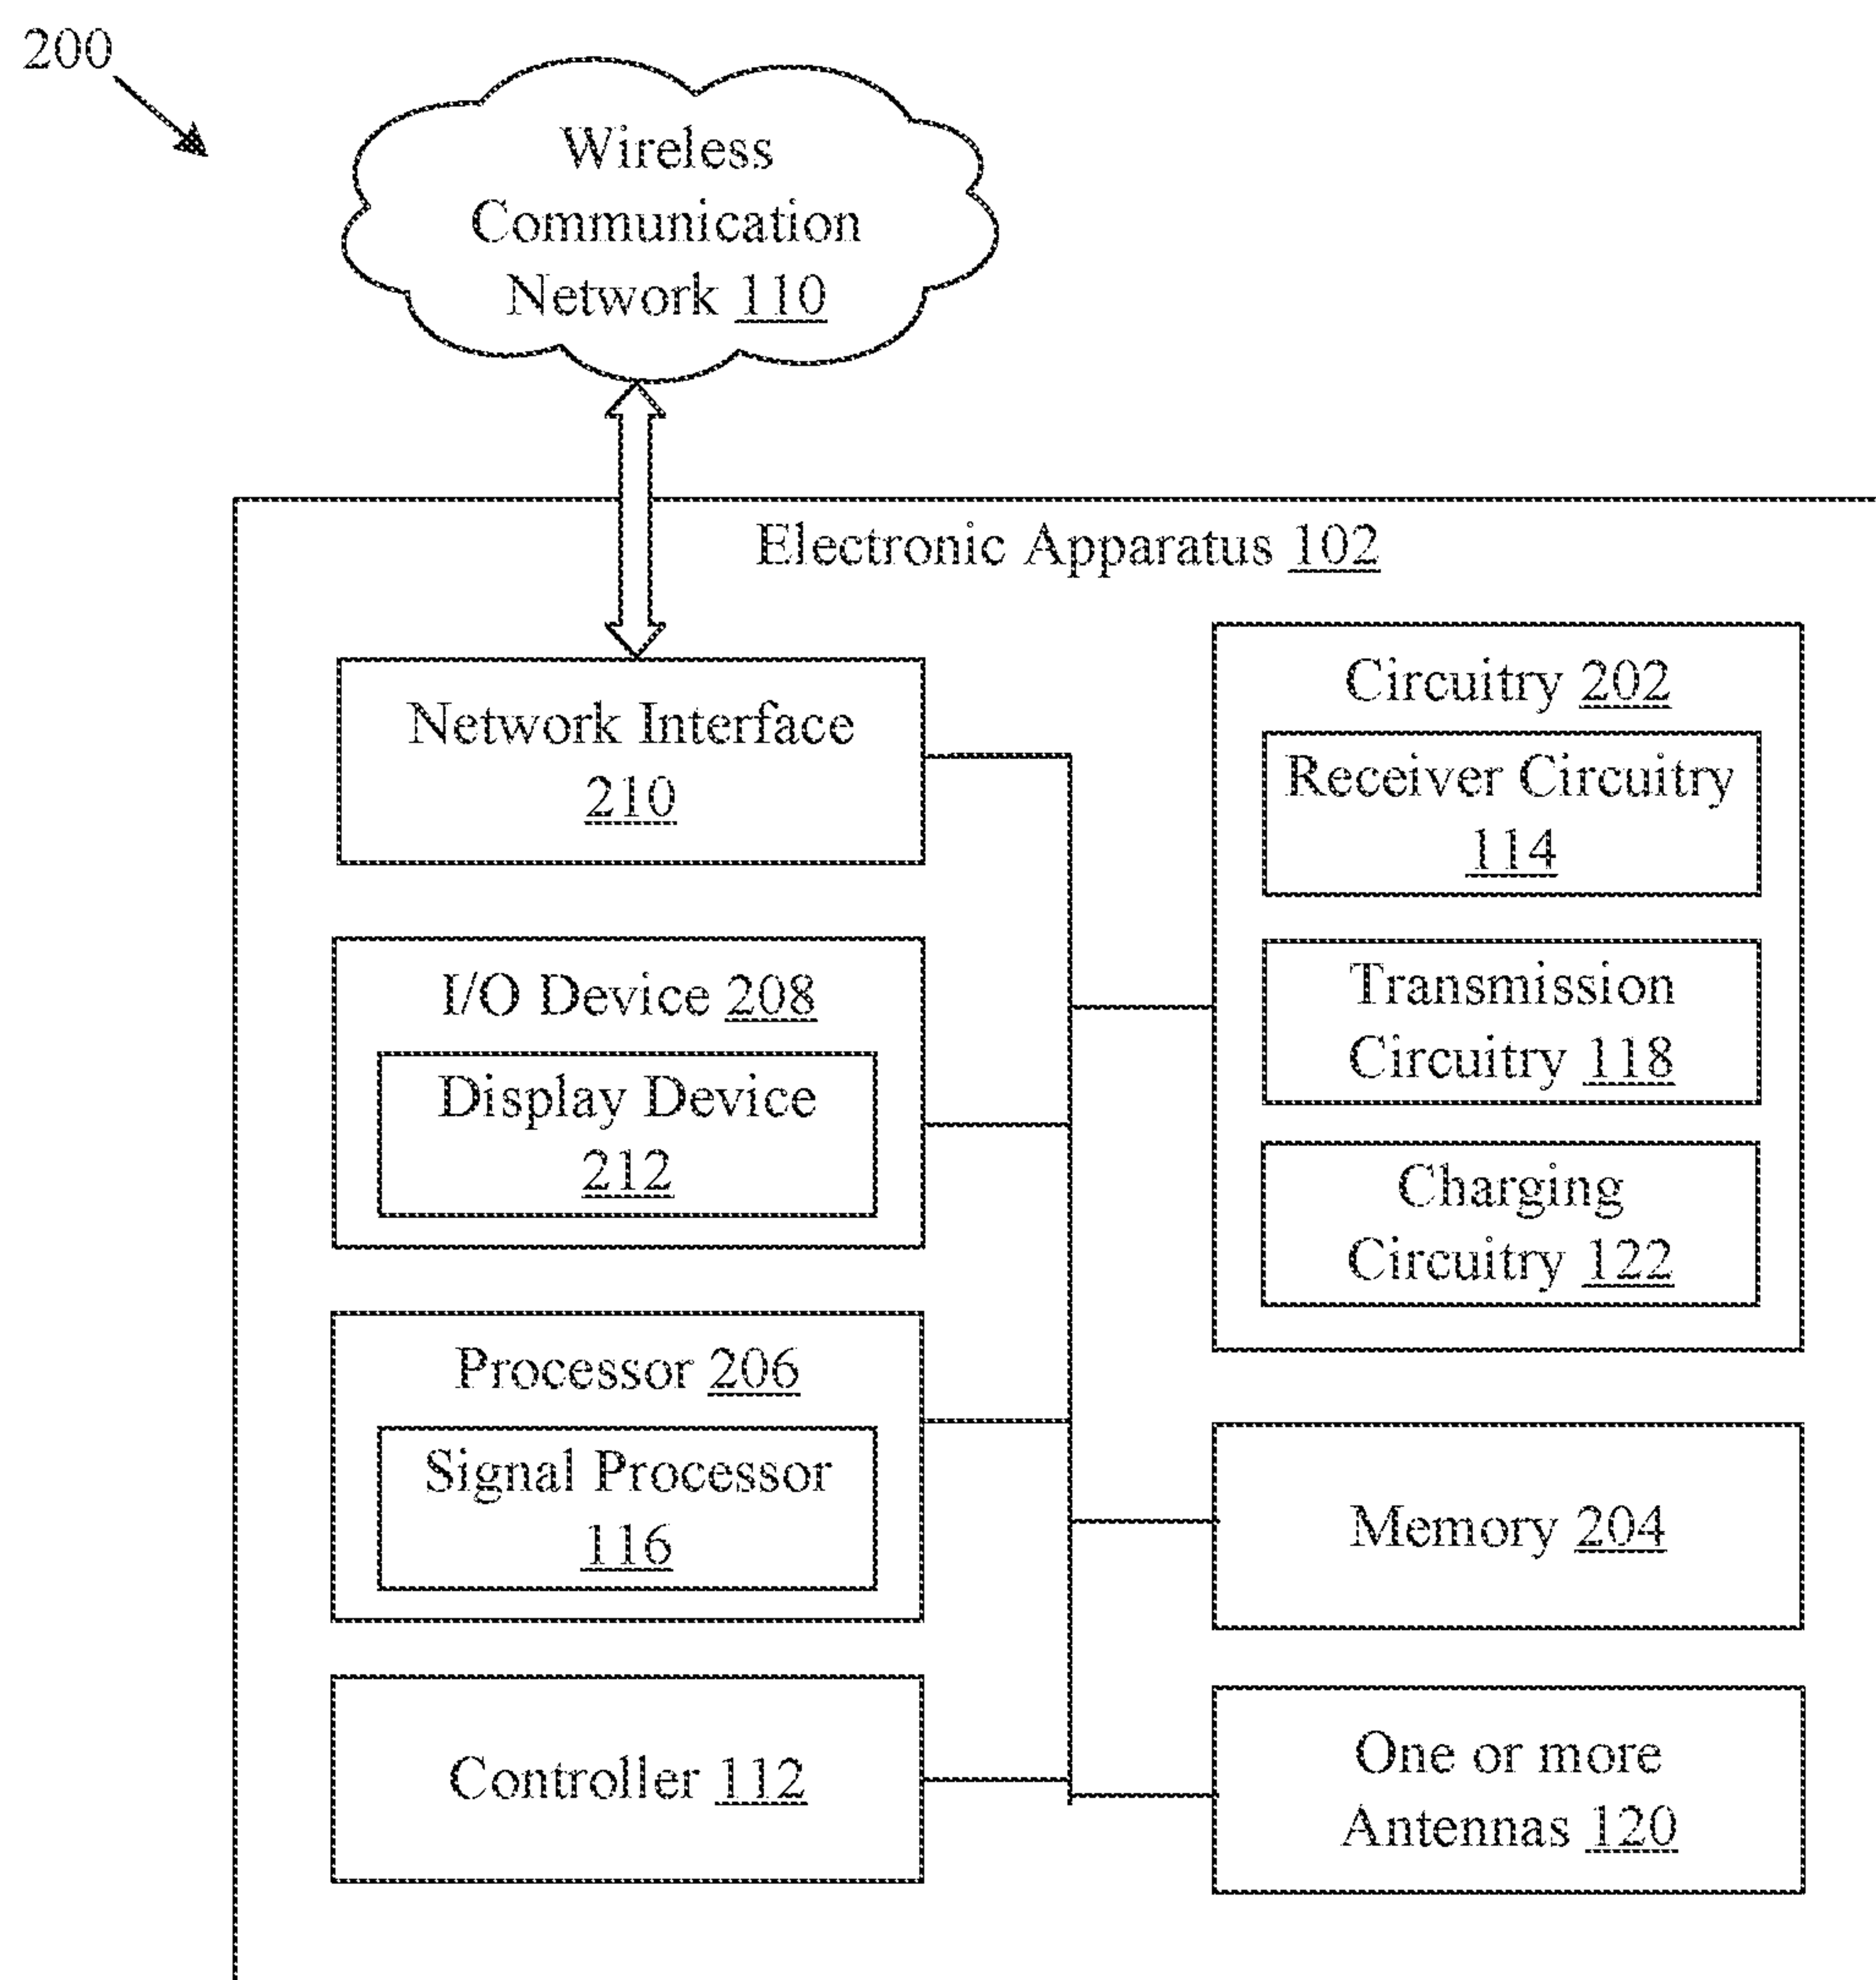 200
Wireless
Communication
Network 110
Electronic Apparatus 102
Network Interface
210
I/O Device 208
Display Device
212
Processor 206
Signal Processor
116
Controller 112
Circuitry 202
Receiver Circuitry
114
Transmission
Circuitry 118
Charging
Circuitry 122
Memory 204
One or more
Antennas 120